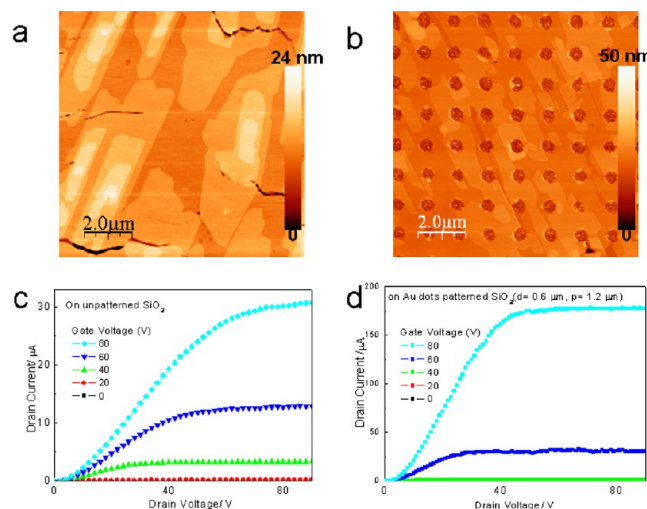 a
24 nm
2.0μm
0
b
50 nm
2.0μm
0
c
On unpatterned SiO2
Gate Voltage (V)
80
60
40
20
0
Drain Current/ μA
30
20
10
0
0 40 80
Drain Voltage/ V
d
on Au dots patterned SiO2(d= 0.6 μm, p= 1.2 μm)
Gate Voltage (V)
80
60
40
20
0
Drain Current /μA
200
150
100
50
0
0 40 80
Drain Voltage/ V